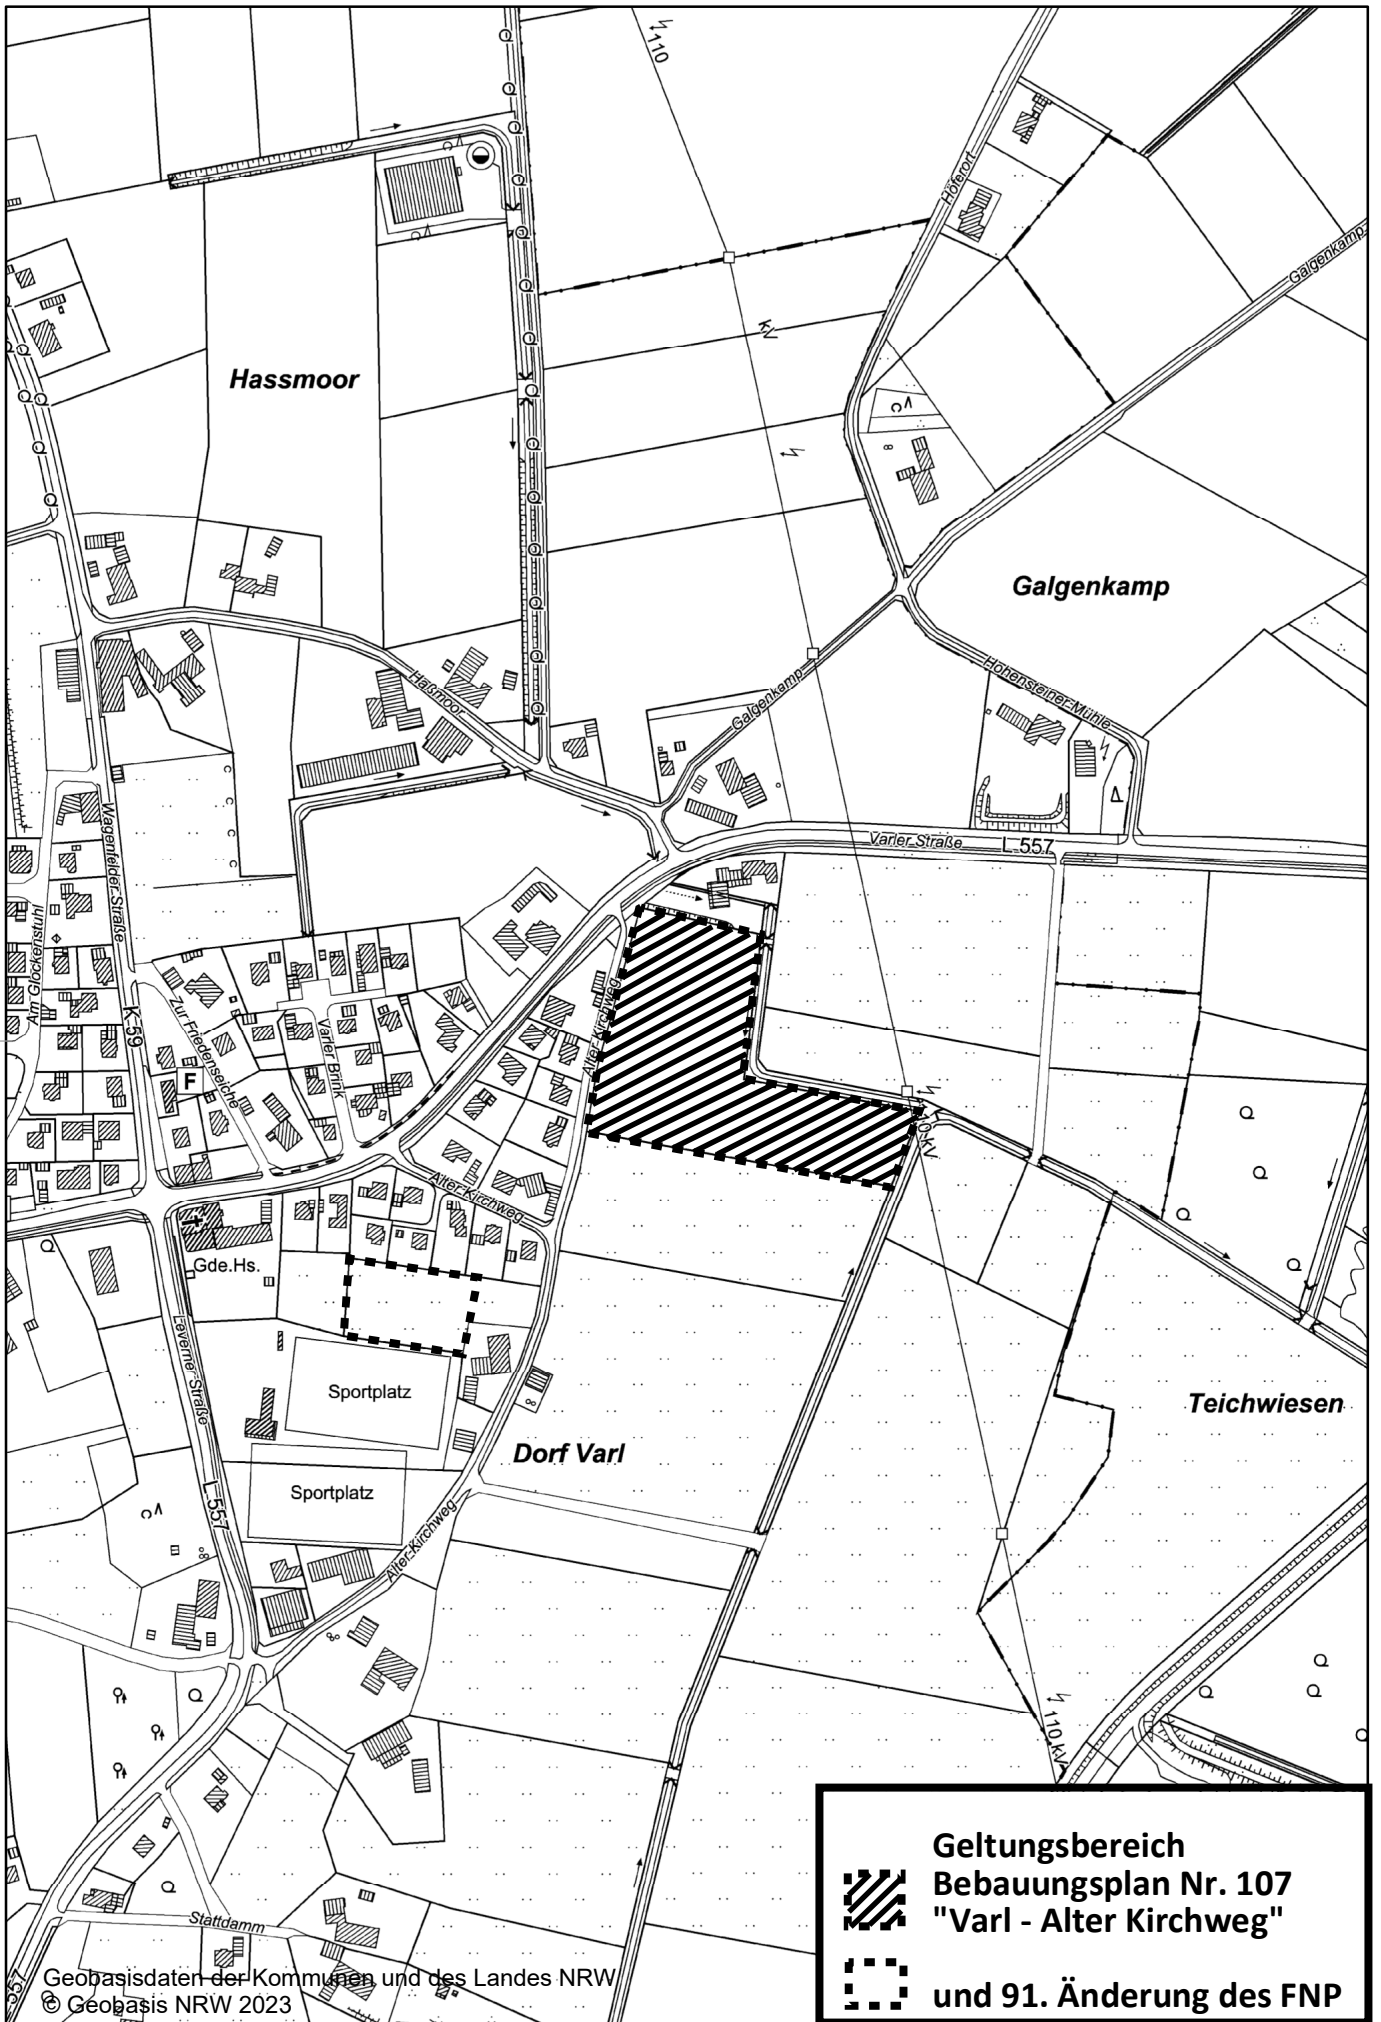 110
Höferort
Galgenkamp
kV
Hassmoor
Galgenkamp
Haßmoor
Galgenkamp
Hohensteiner-Mühle
Wagenfelder-Straße
Varler-Straße
L 557
Am Glockenstuhl
K 59
Zur Friedenseiche
Varler Brink
Alter-Kirchweg
F
110 kV
Alter-Kirchweg
Gde.Hs.
Leverner-Straße
Sportplatz
Teichwiesen
Dorf Varl
Sportplatz
L 557
Alter-Kirchweg
110 kV
Stattdamm
557
Geobasisdaten der Kommunen und des Landes NRW
© Geobasis NRW 2023
Geltungsbereich
Bebauungsplan Nr. 107
"Varl - Alter Kirchweg"
und 91. Änderung des FNP